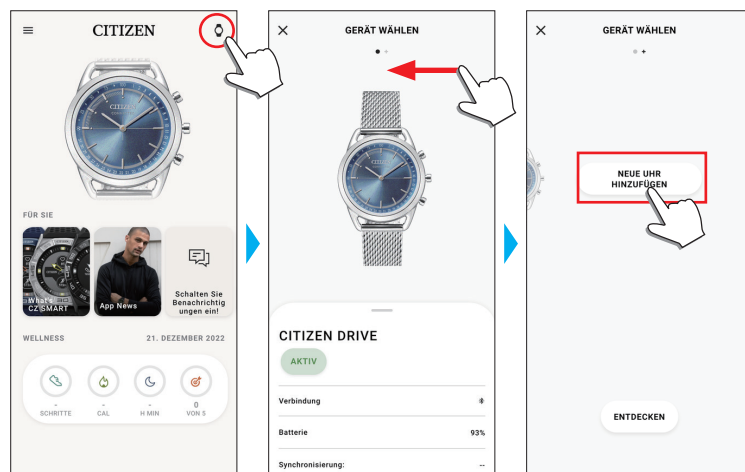 CITIZEN
FÜR SIE
What's
CZ SMART
App News
Schalten Sie
Benachrichtig
ungen ein!
WELLNESS
21. DEZEMBER 2022
-
SCHRITTE
-
CAL
-
H MIN
0
VON 5
GERÄT WÄHLEN
CITIZEN
CITIZEN DRIVE
AKTIV
Verbindung
Batterie
93%
Synchronisierung:
--
GERÄT WÄHLEN
NEUE UHR
HINZUFÜGEN
ENTDECKEN